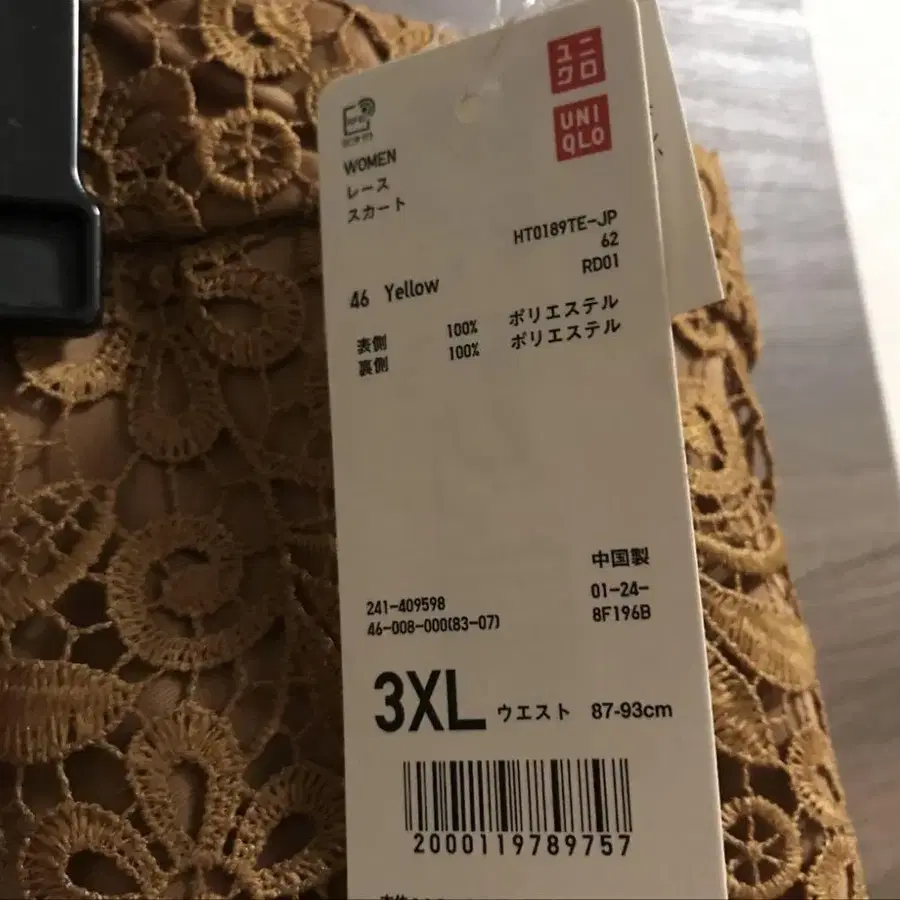 ユニ
クロ
UNI
QLO
WOMEN
レース
スカート
HT0189TE-JP
62
RD01
46 Yellow
表側 100% ポリエステル
裏側 100% ポリエステル
中国製
241-409598 01-24-
46-008-000(83-07) 8F196B
3XL ウエスト 87-93cm
2000119789757